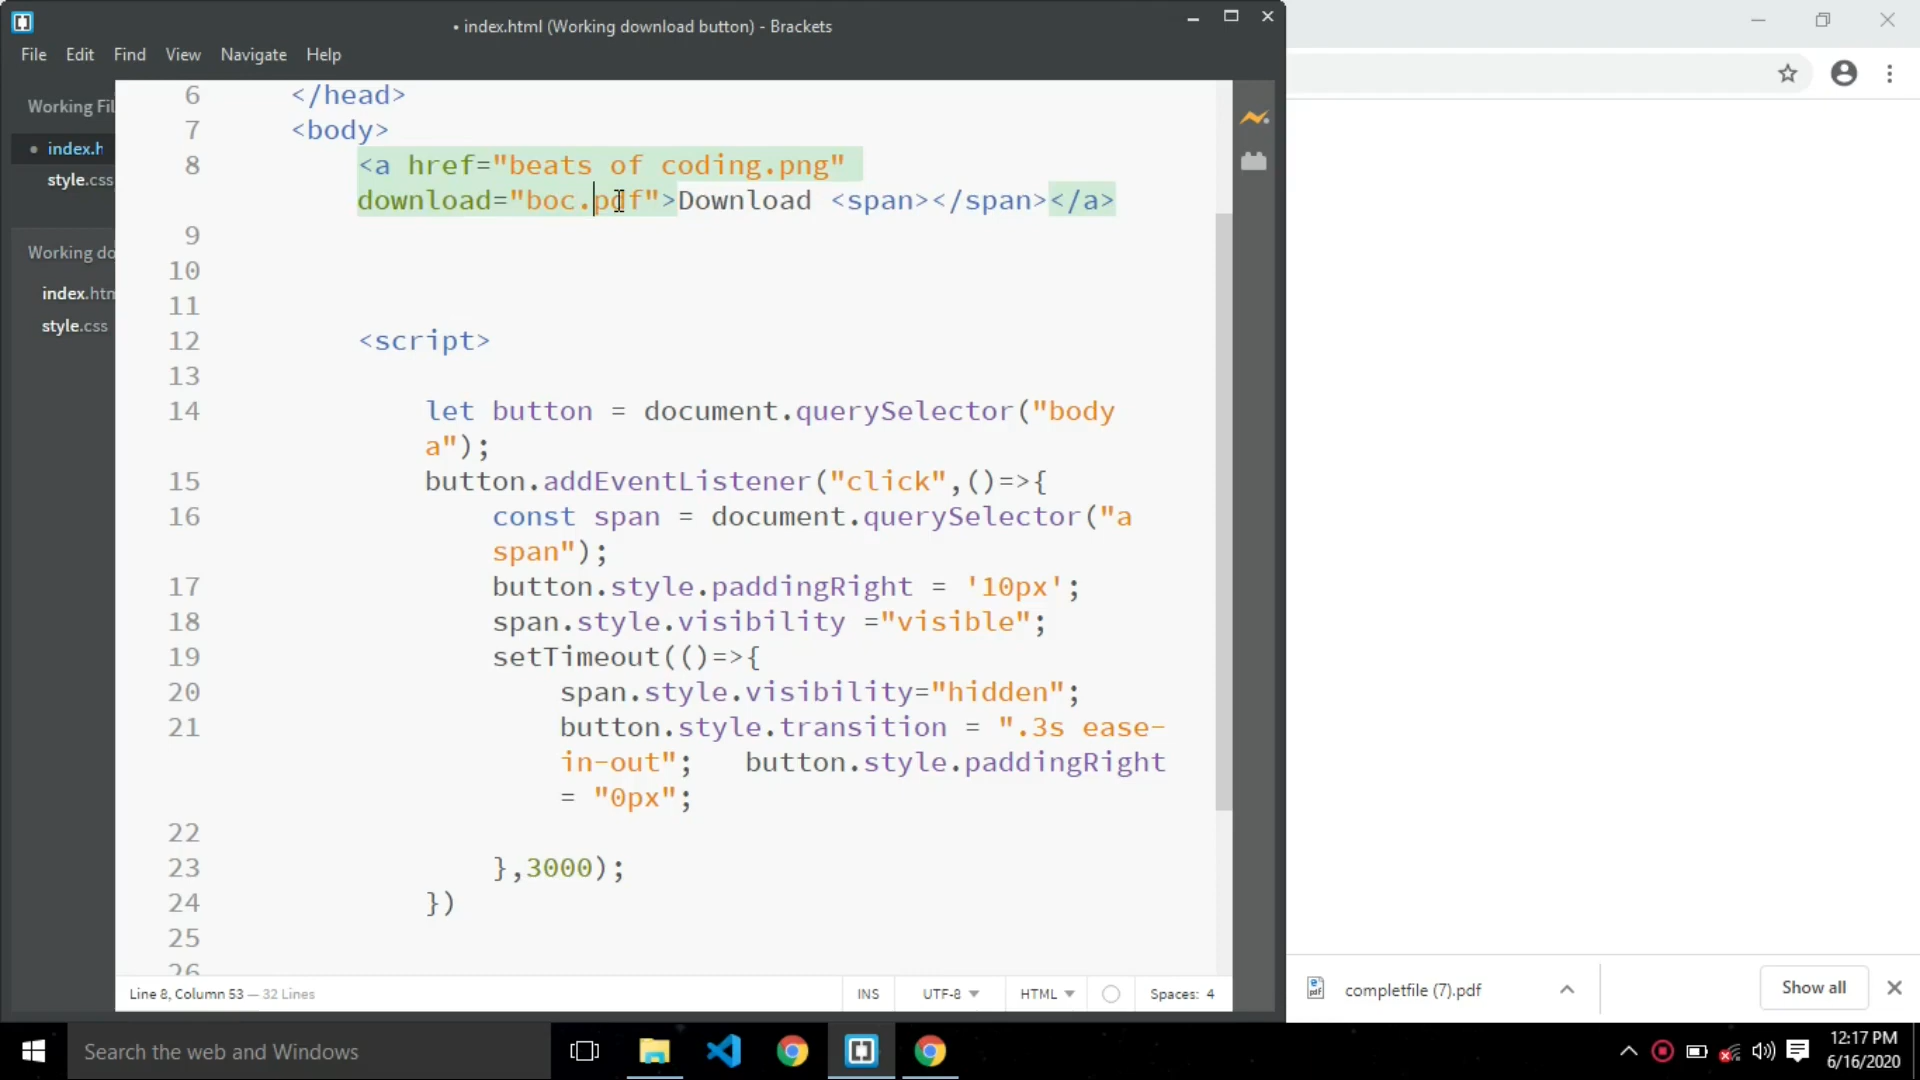 • index.html (Working download button) - Brackets
File Edit Find View Navigate Help
Working Fil
• index.h
style.css
Working do
index.htm
style.css
6 </head>
7 <body>
8 <a href="beats of coding.png"
download="boc.pdf">Download <span></span></a>
9
10
11
12 <script>
13
14 let button = document.querySelector("body
a");
15 button.addEventListener("click",()=>{
16 const span = document.querySelector("a
span");
17 button.style.paddingRight = '10px';
18 span.style.visibility ="visible";
19 setTimeout(()=>{
20 span.style.visibility="hidden";
21 button.style.transition = ".3s ease-
in-out"; button.style.paddingRight
= "0px";
22
23 },3000);
24 })
25
26
Line 8, Column 53 — 32 Lines
INS UTF-8 HTML Spaces: 4
completfile (7).pdf
Show all
Search the web and Windows
12:17 PM
6/16/2020